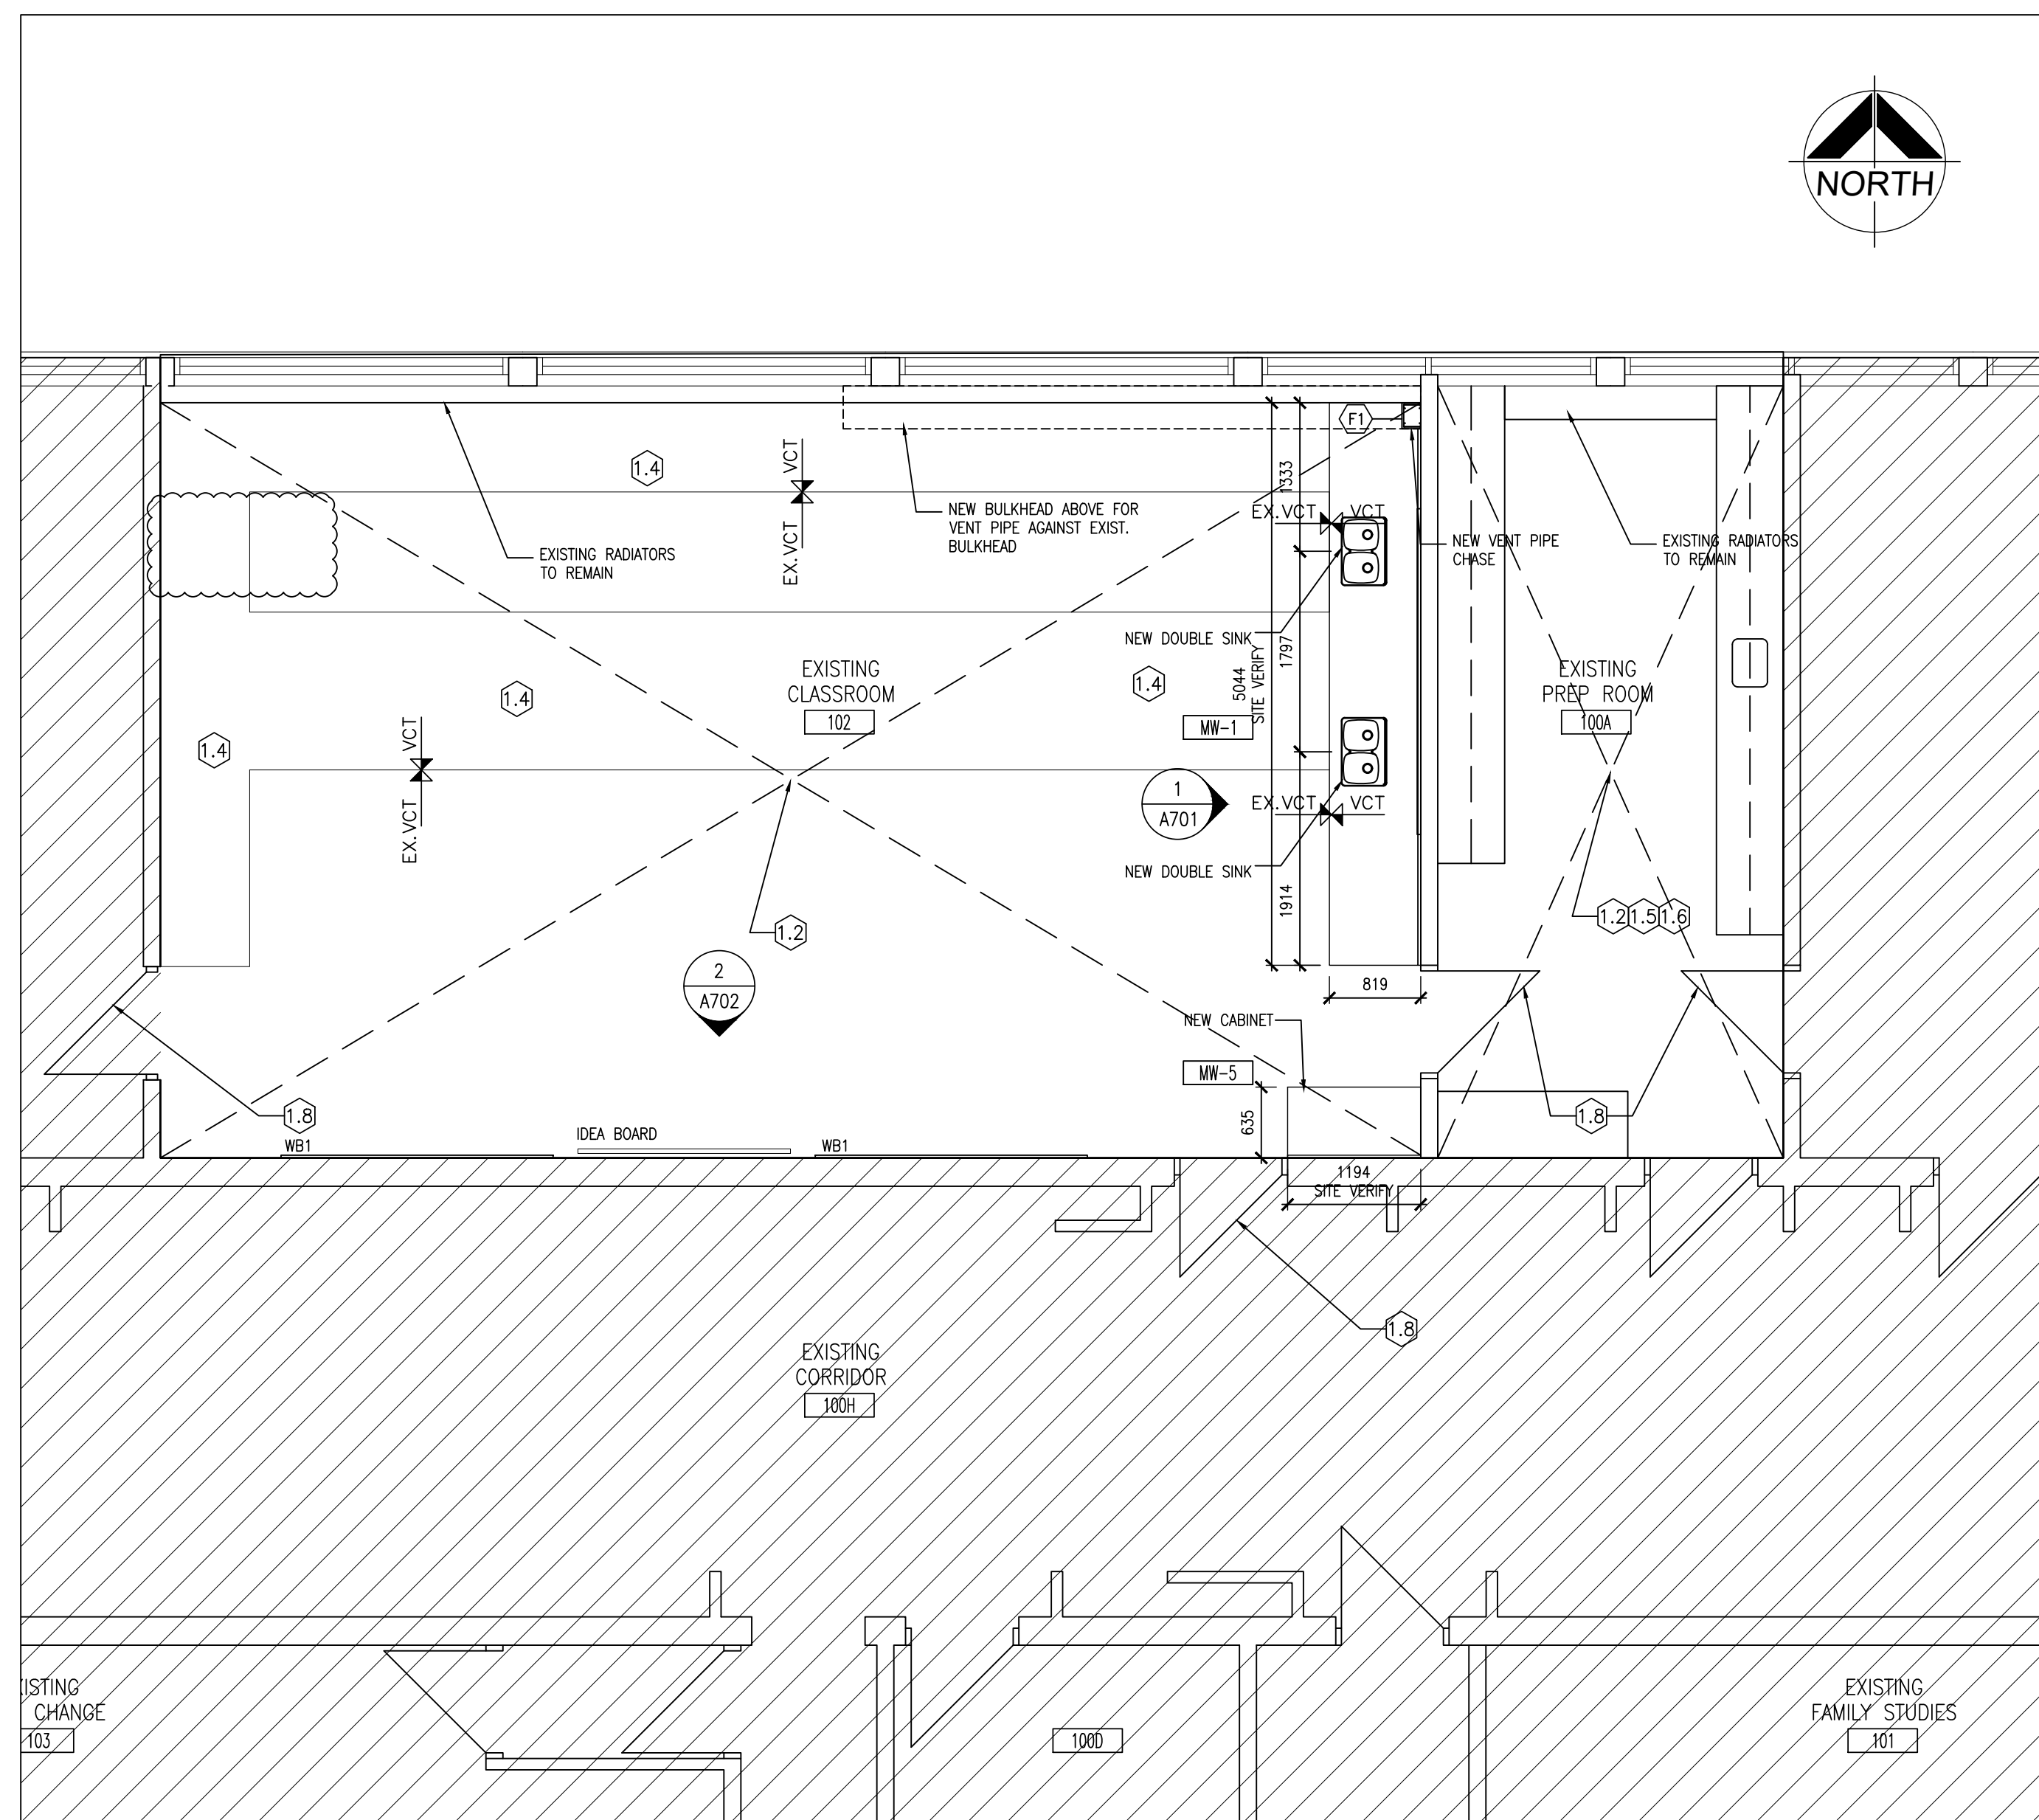 NORTH
1.4
VCT
EX.VCT
NEW BULKHEAD ABOVE FOR
VENT PIPE AGAINST EXIST.
BULKHEAD
EXISTING RADIATORS
TO REMAIN
F1
1333
EX.VCT
VCT
NEW VENT PIPE
CHASE
EXISTING RADIATORS
TO REMAIN
NEW DOUBLE SINK
1797
5044
SITE VERIFY
EXISTING
CLASSROOM
102
1.4
1.4
MW-1
EXISTING
PREP ROOM
100A
1.4
VCT
EX.VCT
1
A701
EX.VCT
VCT
NEW DOUBLE SINK
1914
1.2
1.2
1.5
1.6
2
A702
819
NEW CABINET
MW-5
635
1.8
1.8
WB1
IDEA BOARD
WB1
1194
SITE VERIFY
1.8
EXISTING
CORRIDOR
100H
ISTING
CHANGE
103
100D
EXISTING
FAMILY STUDIES
101